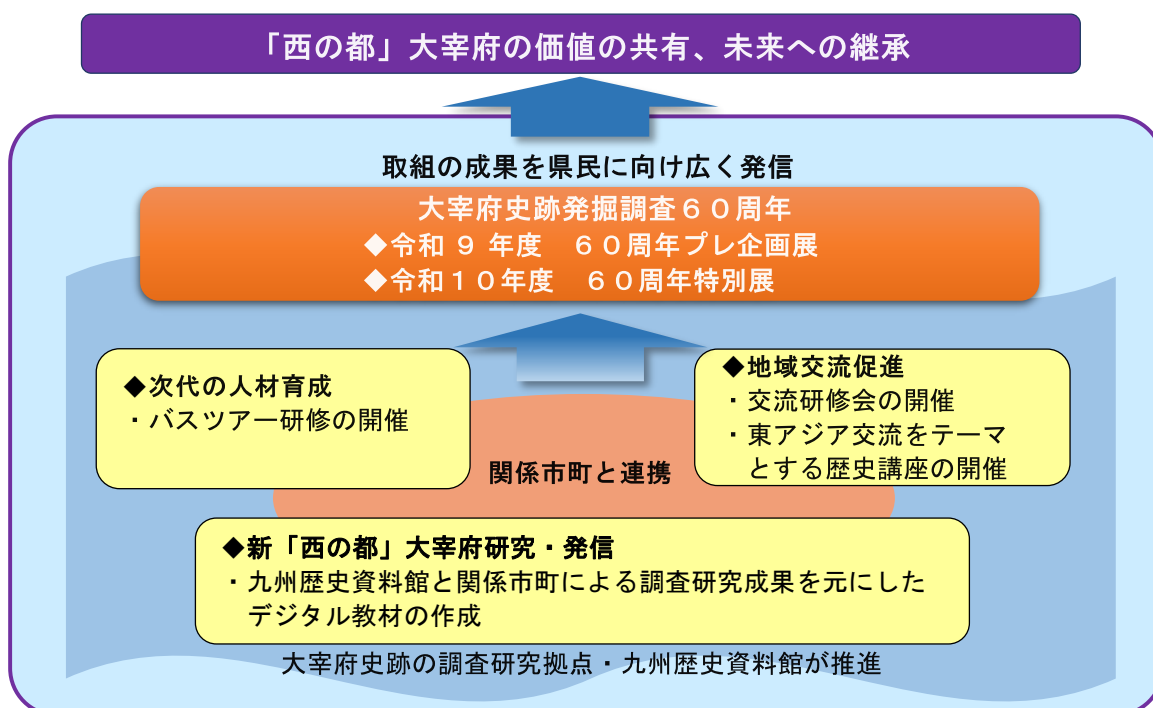 「西の都」大宰府の価値の共有、未来への継承
取組の成果を県民に向け広く発信
大宰府史跡発掘調査６０周年
◆令和９年度　６０周年プレ企画展
◆令和１０年度　６０周年特別展
◆次代の人材育成
・バスツアー研修の開催
◆地域交流促進
・交流研修会の開催
・東アジア交流をテーマ
とする歴史講座の開催
関係市町と連携
◆新「西の都」大宰府研究・発信
・九州歴史資料館と関係市町による調査研究成果を元にした
デジタル教材の作成
大宰府史跡の調査研究拠点・九州歴史資料館が推進